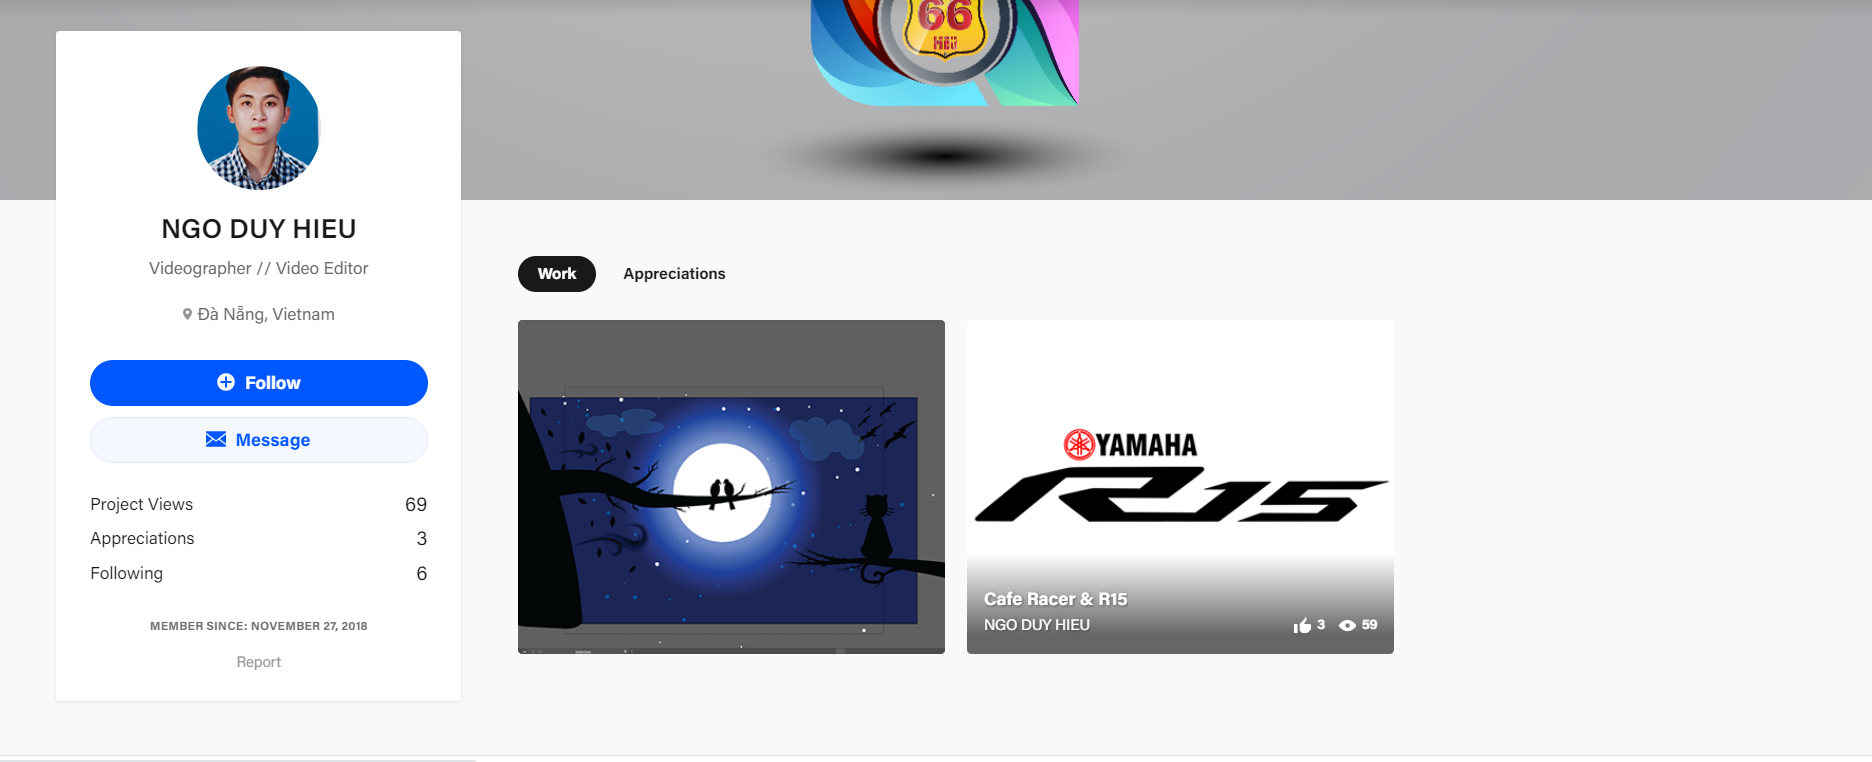 66
HIEU
NGO DUY HIEU
Videographer // Video Editor
Đà Nẵng, Vietnam
Follow
Message
Project Views 69
Appreciations 3
Following 6
MEMBER SINCE: NOVEMBER 27, 2018
Report
Work Appreciations
YAMAHA
R15
Cafe Racer & R15
NGO DUY HIEU 3 59